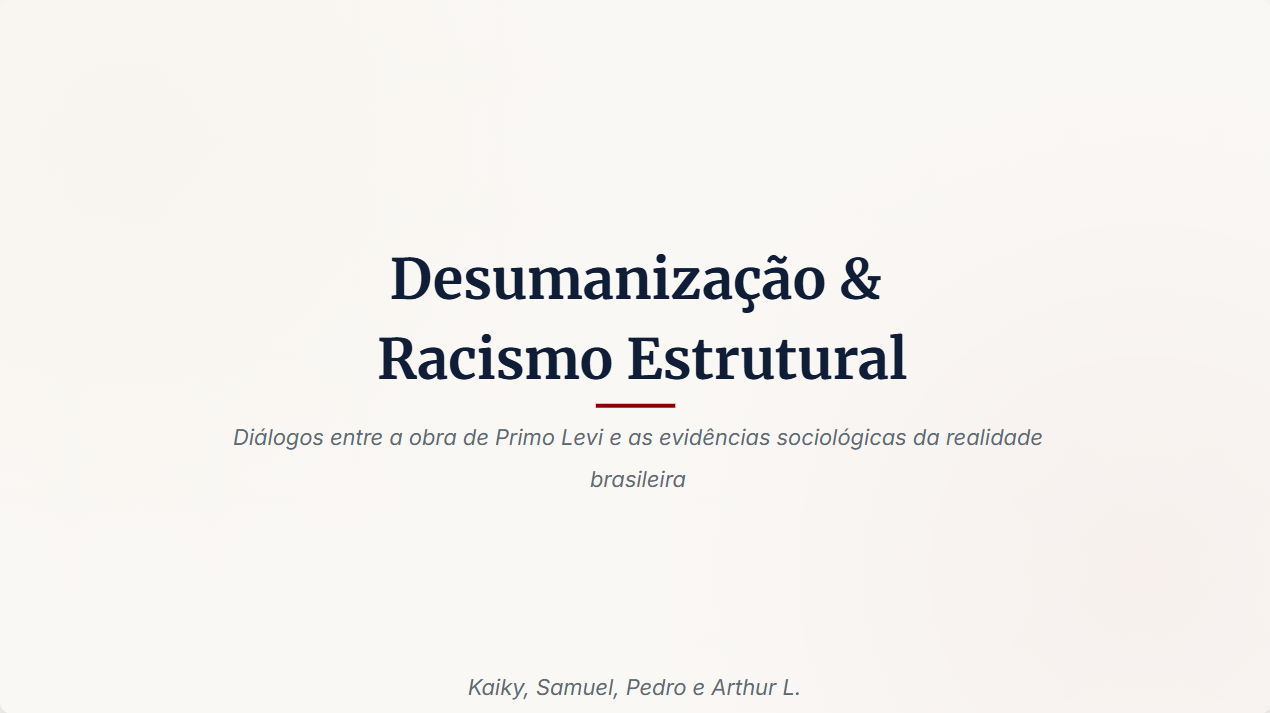 Desumanização &
Racismo Estrutural
Diálogos entre a obra de Primo Levi e as evidências sociológicas da realidade
brasileira
Kaiky, Samuel, Pedro e Arthur L.